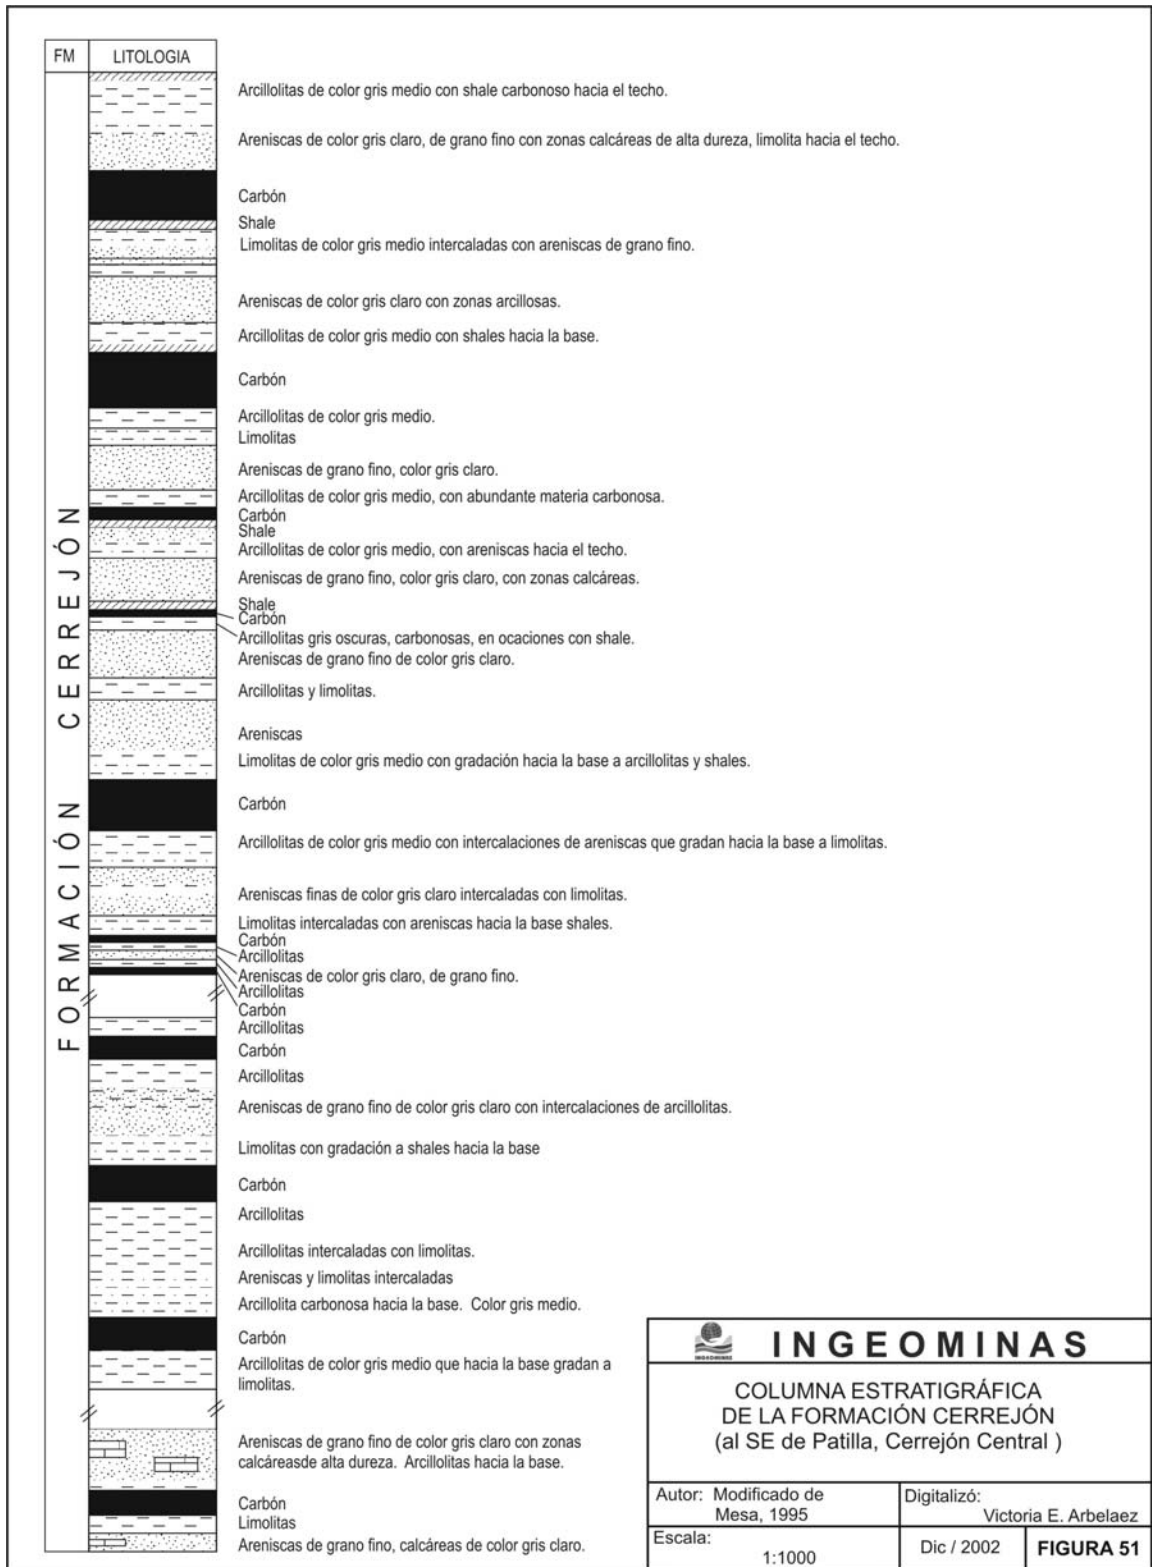 FM
LITOLOGIA
FORMACIÓN CERREJÓN
Arcillolitas de color gris medio con shale carbonoso hacia el techo.
Areniscas de color gris claro, de grano fino con zonas calcáreas de alta dureza, limolita hacia el techo.
Carbón
Shale
Limolitas de color gris medio intercaladas con areniscas de grano fino.
Areniscas de color gris claro con zonas arcillosas.
Arcillolitas de color gris medio con shales hacia la base.
Carbón
Arcillolitas de color gris medio.
Limolitas
Areniscas de grano fino, color gris claro.
Arcillolitas de color gris medio, con abundante materia carbonosa.
Carbón
Shale
Arcillolitas de color gris medio, con areniscas hacia el techo.
Areniscas de grano fino, color gris claro, con zonas calcáreas.
Shale
Carbón
Arcillolitas gris oscuras, carbonosas, en ocaciones con shale.
Areniscas de grano fino de color gris claro.
Arcillolitas y limolitas.
Areniscas
Limolitas de color gris medio con gradación hacia la base a arcillolitas y shales.
Carbón
Arcillolitas de color gris medio con intercalaciones de areniscas que gradan hacia la base a limolitas.
Areniscas finas de color gris claro intercaladas con limolitas.
Limolitas intercaladas con areniscas hacia la base shales.
Carbón
Arcillolitas
Areniscas de color gris claro, de grano fino.
Arcillolitas
Carbón
Arcillolitas
Carbón
Arcillolitas
Areniscas de grano fino de color gris claro con intercalaciones de arcillolitas.
Limolitas con gradación a shales hacia la base
Carbón
Arcillolitas
Arcillolitas intercaladas con limolitas.
Areniscas y limolitas intercaladas
Arcillolita carbonosa hacia la base. Color gris medio.
Carbón
Arcillolitas de color gris medio que hacia la base gradan a
limolitas.
Areniscas de grano fino de color gris claro con zonas
calcáreasde alta dureza. Arcillolitas hacia la base.
Carbón
Limolitas
Areniscas de grano fino, calcáreas de color gris claro.
INGEOMINAS
INGEOMINAS
COLUMNA ESTRATIGRÁFICA
DE LA FORMACIÓN CERREJÓN
(al SE de Patilla, Cerrejón Central )
Autor: Modificado de
Mesa, 1995
Digitalizó:
Victoria E. Arbelaez
Escala:
1:1000
Dic / 2002
FIGURA 51